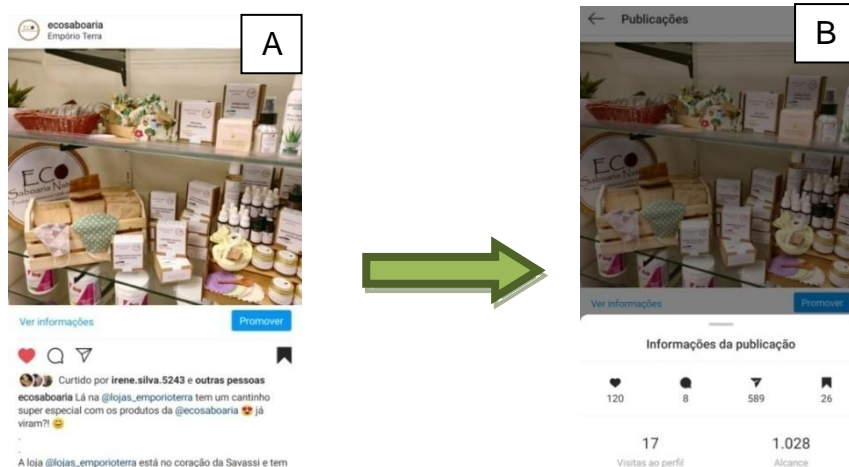 ecosaboaria
Empório Terra
A
ECO
Saboaria Natural
Ver informações
Promover
Curtido por irene.silva.5243 e outras pessoas
ecosaboaria Lá na @lojas_emporioterra tem um cantinho
super especial com os produtos da @ecosaboaria 😍 já
viram?! 😄
.
.
A loja @lojas_emporioterra está no coração da Savassi e tem
Publicações
B
ECO
Saboaria
Ver informações
Promover
Informações da publicação
120 8 589 26
17 1.028
Visitas ao perfil Alcance